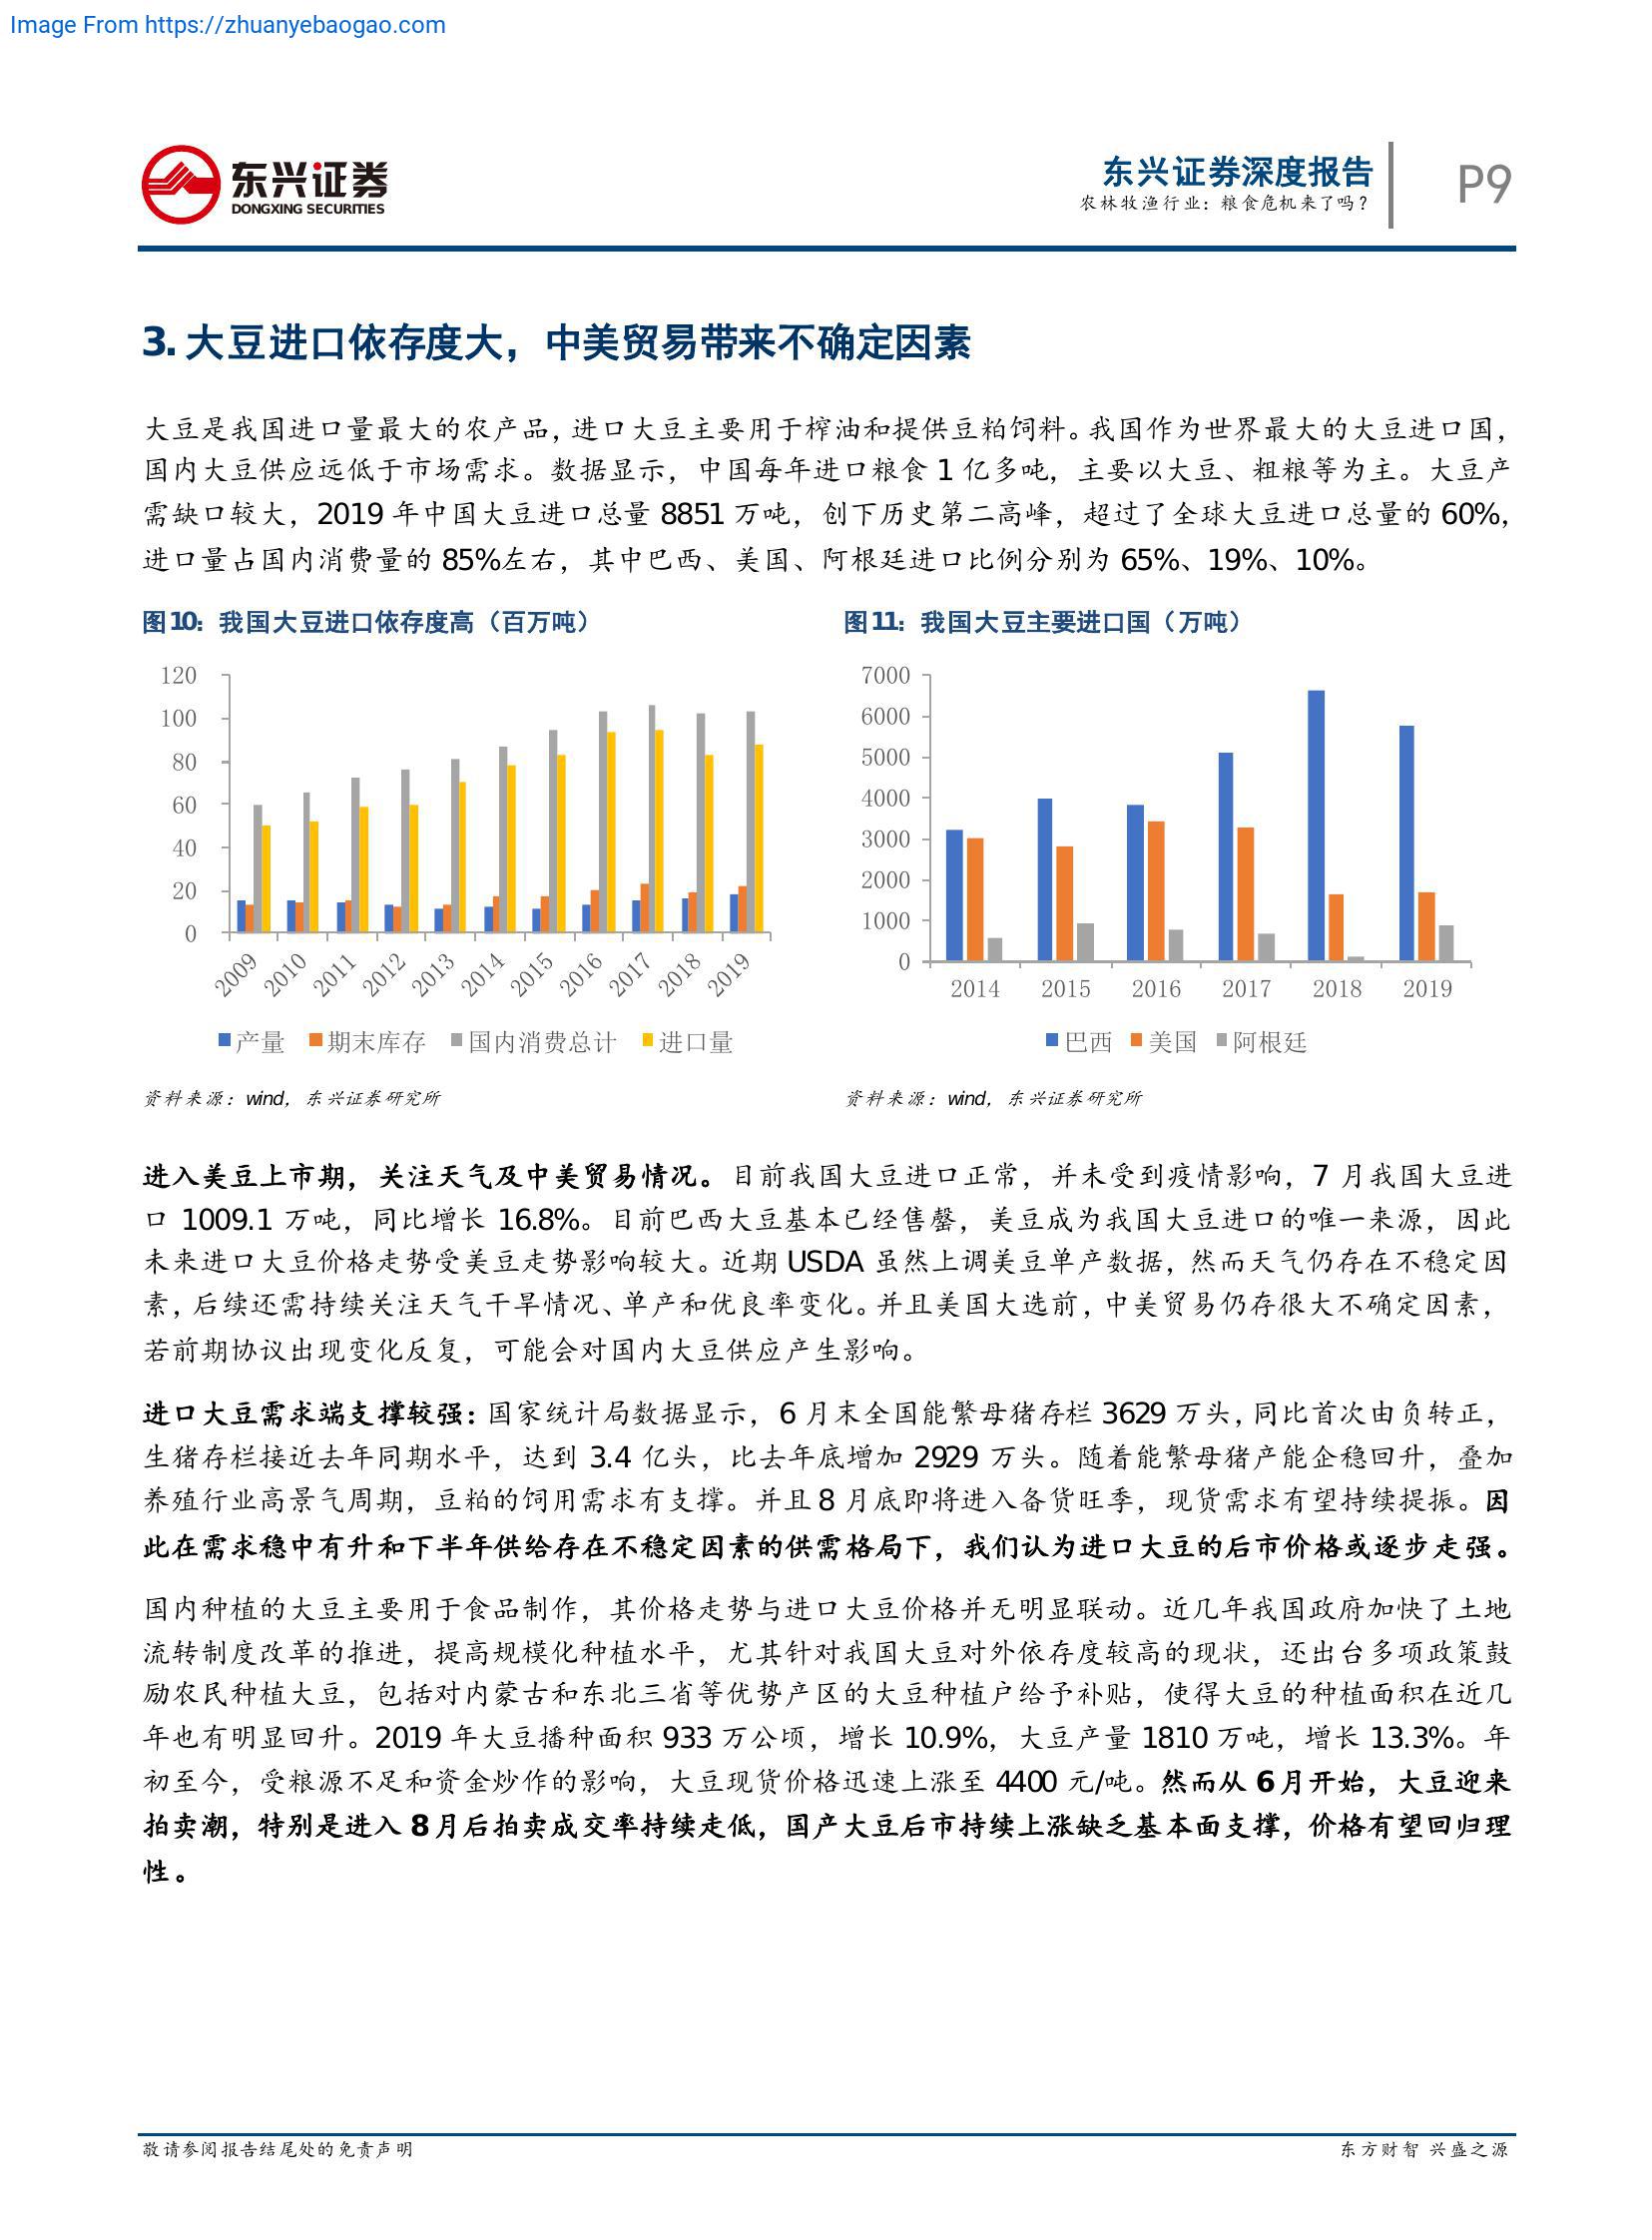 Image From https://zhuanyebaogao.com
东兴证券
DONGXING SECURITIES
东兴证券深度报告
农林牧渔行业：粮食危机来了吗？
P9
3. 大豆进口依存度大，中美贸易带来不确定因素
大豆是我国进口量最大的农产品，进口大豆主要用于榨油和提供豆粕饲料。我国作为世界最大的大豆进口国，
国内大豆供应远低于市场需求。数据显示，中国每年进口粮食 1 亿多吨，主要以大豆、粗粮等为主。大豆产
需缺口较大，2019 年中国大豆进口总量 8851 万吨，创下历史第二高峰，超过了全球大豆进口总量的 60%，
进口量占国内消费量的 85%左右，其中巴西、美国、阿根廷进口比例分别为 65%、19%、10%。
图10：我国大豆进口依存度高（百万吨）
120
100
80
60
40
20
0
2009 2010 2011 2012 2013 2014 2015 2016 2017 2018 2019
产量 期末库存 国内消费总计 进口量
资料来源：wind，东兴证券研究所
图11：我国大豆主要进口国（万吨）
7000
6000
5000
4000
3000
2000
1000
0
2014 2015 2016 2017 2018 2019
巴西 美国 阿根廷
资料来源：wind，东兴证券研究所
进入美豆上市期，关注天气及中美贸易情况。目前我国大豆进口正常，并未受到疫情影响，7 月我国大豆进
口 1009.1 万吨，同比增长 16.8%。目前巴西大豆基本已经售罄，美豆成为我国大豆进口的唯一来源，因此
未来进口大豆价格走势受美豆走势影响较大。近期 USDA 虽然上调美豆单产数据，然而天气仍存在不稳定因
素，后续还需持续关注天气干旱情况、单产和优良率变化。并且美国大选前，中美贸易仍存很大不确定因素，
若前期协议出现变化反复，可能会对国内大豆供应产生影响。
进口大豆需求端支撑较强：国家统计局数据显示，6 月末全国能繁母猪存栏 3629 万头，同比首次由负转正，
生猪存栏接近去年同期水平，达到 3.4 亿头，比去年底增加 2929 万头。随着能繁母猪产能企稳回升，叠加
养殖行业高景气周期，豆粕的饲用需求有支撑。并且 8 月底即将进入备货旺季，现货需求有望持续提振。因
此在需求稳中有升和下半年供给存在不稳定因素的供需格局下，我们认为进口大豆的后市价格或逐步走强。
国内种植的大豆主要用于食品制作，其价格走势与进口大豆价格并无明显联动。近几年我国政府加快了土地
流转制度改革的推进，提高规模化种植水平，尤其针对我国大豆对外依存度较高的现状，还出台多项政策鼓
励农民种植大豆，包括对内蒙古和东北三省等优势产区的大豆种植户给予补贴，使得大豆的种植面积在近几
年也有明显回升。2019 年大豆播种面积 933 万公顷，增长 10.9%，大豆产量 1810 万吨，增长 13.3%。年
初至今，受粮源不足和资金炒作的影响，大豆现货价格迅速上涨至 4400 元/吨。然而从 6 月开始，大豆迎来
拍卖潮，特别是进入 8 月后拍卖成交率持续走低，国产大豆后市持续上涨缺乏基本面支撑，价格有望回归理
性。
敬请参阅报告结尾处的免责声明
东方财智 兴盛之源